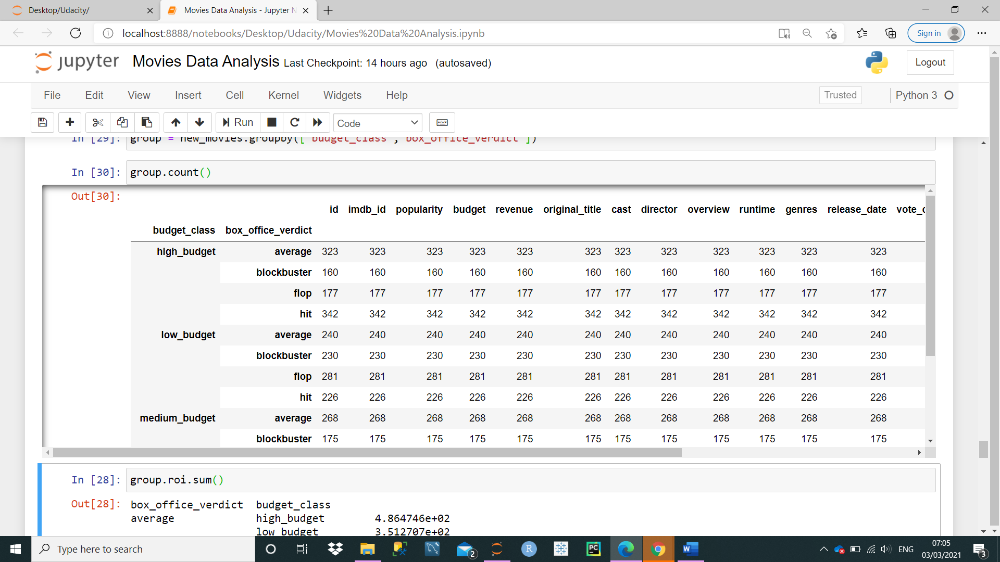 Desktop/Udacity/
Movies Data Analysis - Jupyter N
localhost:8888/notebooks/Desktop/Udacity/Movies%20Data%20Analysis.ipynb
Sign in
jupyter Movies Data Analysis Last Checkpoint: 14 hours ago (autosaved)
Logout
File Edit View Insert Cell Kernel Widgets Help
Trusted Python 3
Run Code
In [29]: group = new_movies.groupby(['budget_class', 'box_office_verdict'])
In [30]: group.count()
Out[30]:
id imdb_id popularity budget revenue original_title cast director overview runtime genres release_date vote_c
budget_class box_office_verdict
high_budget average 323 323 323 323 323 323 323 323 323 323 323 323
blockbuster 160 160 160 160 160 160 160 160 160 160 160 160
flop 177 177 177 177 177 177 177 177 177 177 177 177
hit 342 342 342 342 342 342 342 342 342 342 342 342
low_budget average 240 240 240 240 240 240 240 240 240 240 240 240
blockbuster 230 230 230 230 230 230 230 230 230 230 230 230
flop 281 281 281 281 281 281 281 281 281 281 281 281
hit 226 226 226 226 226 226 226 226 226 226 226 226
medium_budget average 268 268 268 268 268 268 268 268 268 268 268 268
blockbuster 175 175 175 175 175 175 175 175 175 175 175 175
In [28]: group.roi.sum()
Out[28]: box_office_verdict budget_class
average high_budget 4.864746e+02
low_budget 3.512707e+02
Type here to search
2
R
PC
W
ENG
07:05
03/03/2021
3